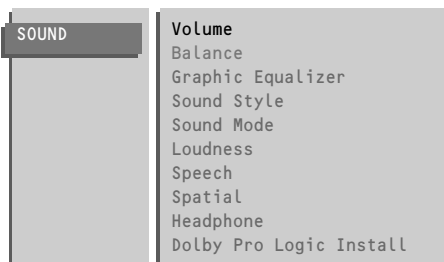 SOUND
Volume
Balance
Graphic Equalizer
Sound Style
Sound Mode
Loudness
Speech
Spatial
Headphone
Dolby Pro Logic Install